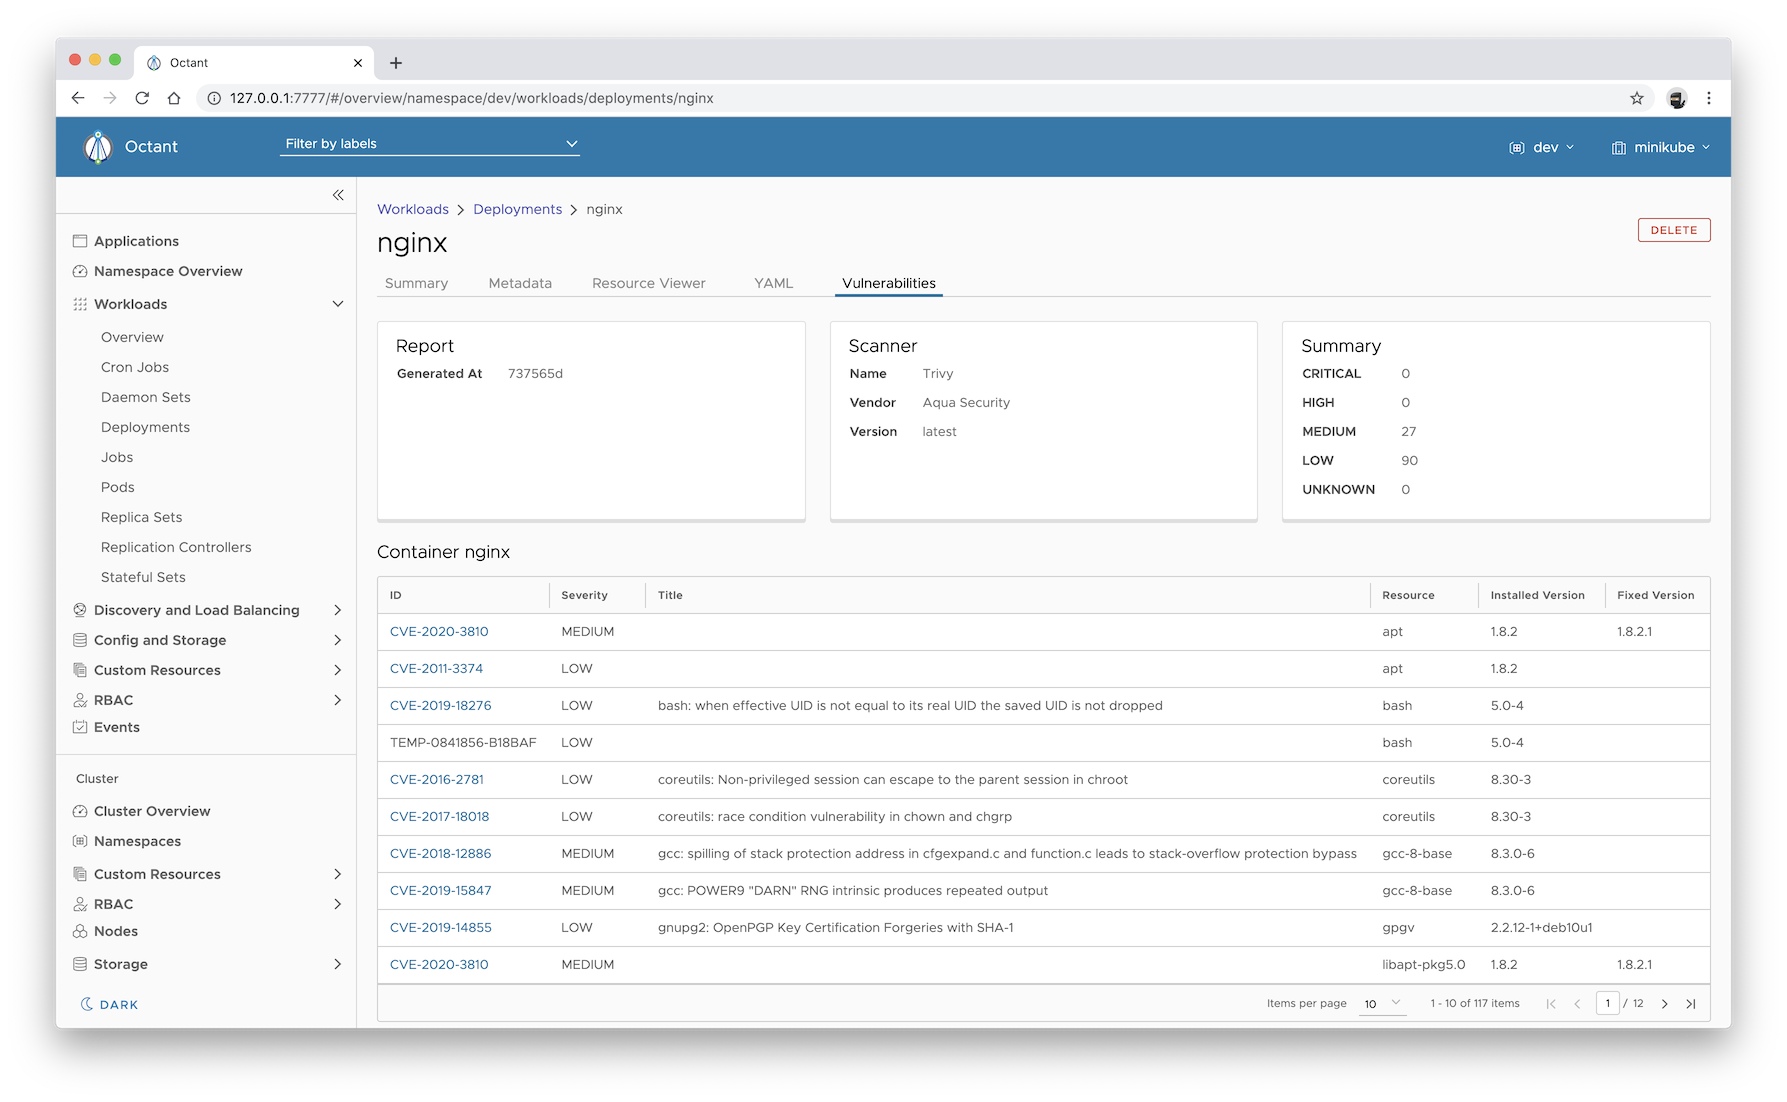 Octant
127.0.0.1:7777/#/overview/namespace/dev/workloads/deployments/nginx
Octant
Filter by labels
dev
minikube
Applications
Namespace Overview
Workloads
Overview
Cron Jobs
Daemon Sets
Deployments
Jobs
Pods
Replica Sets
Replication Controllers
Stateful Sets
Discovery and Load Balancing
Config and Storage
Custom Resources
RBAC
Events
Cluster
Cluster Overview
Namespaces
Custom Resources
RBAC
Nodes
Storage
DARK
Workloads > Deployments > nginx
nginx
DELETE
Summary Metadata Resource Viewer YAML Vulnerabilities
Report
Generated At 737565d
Scanner
Name Trivy
Vendor Aqua Security
Version latest
Summary
CRITICAL 0
HIGH 0
MEDIUM 27
LOW 90
UNKNOWN 0
Container nginx
ID Severity Title Resource Installed Version Fixed Version
CVE-2020-3810 MEDIUM apt 1.8.2 1.8.2.1
CVE-2011-3374 LOW apt 1.8.2
CVE-2019-18276 LOW bash: when effective UID is not equal to its real UID the saved UID is not dropped bash 5.0-4
TEMP-0841856-B18BAF LOW bash 5.0-4
CVE-2016-2781 LOW coreutils: Non-privileged session can escape to the parent session in chroot coreutils 8.30-3
CVE-2017-18018 LOW coreutils: race condition vulnerability in chown and chgrp coreutils 8.30-3
CVE-2018-12886 MEDIUM gcc: spilling of stack protection address in cfgexpand.c and function.c leads to stack-overflow protection bypass gcc-8-base 8.3.0-6
CVE-2019-15847 MEDIUM gcc: POWER9 "DARN" RNG intrinsic produces repeated output gcc-8-base 8.3.0-6
CVE-2019-14855 LOW gnupg2: OpenPGP Key Certification Forgeries with SHA-1 gpgv 2.2.12-1+deb10u1
CVE-2020-3810 MEDIUM libapt-pkg5.0 1.8.2 1.8.2.1
Items per page 10 1 - 10 of 117 items 1 / 12